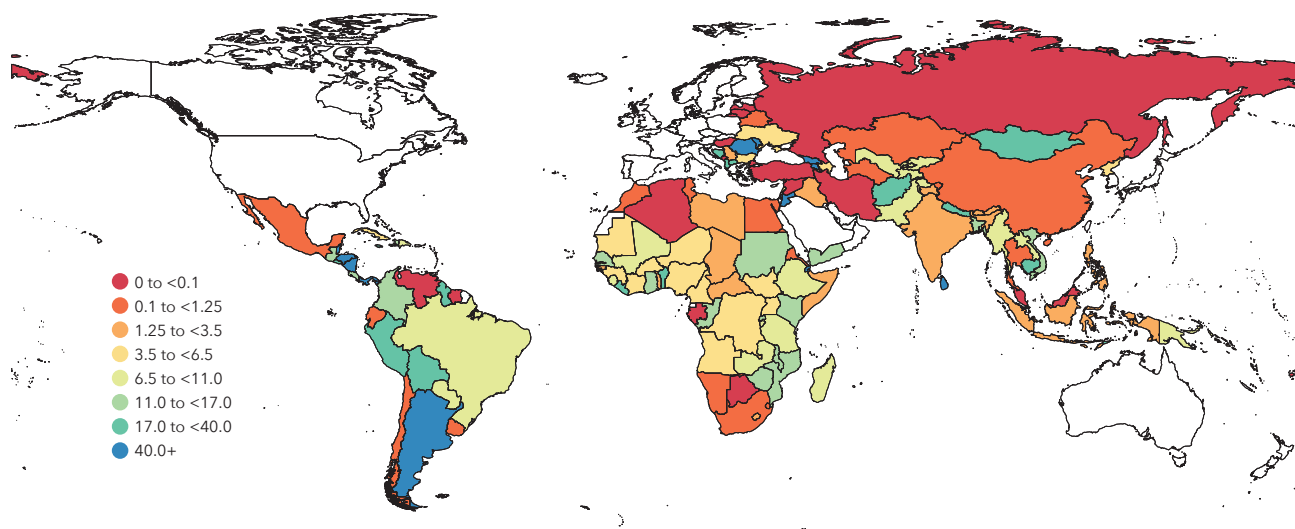 0 to <0.1
0.1 to <1.25
1.25 to <3.5
3.5 to <6.5
6.5 to <11.0
11.0 to <17.0
17.0 to <40.0
40.0+